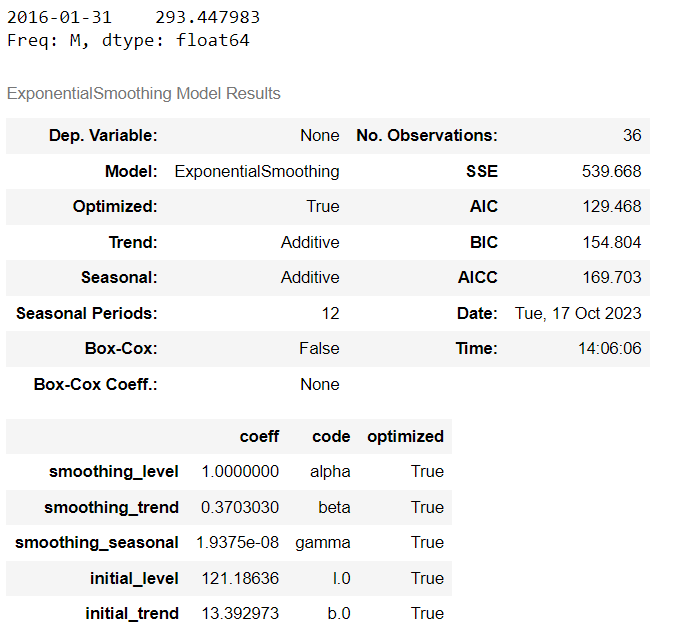 2016-01-31    293.447983
Freq: M, dtype: float64
ExponentialSmoothing Model Results
Dep. Variable: None No. Observations: 36
Model: ExponentialSmoothing SSE 539.668
Optimized: True AIC 129.468
Trend: Additive BIC 154.804
Seasonal: Additive AICC 169.703
Seasonal Periods: 12 Date: Tue, 17 Oct 2023
Box-Cox: False Time: 14:06:06
Box-Cox Coeff.: None
coeff code optimized
smoothing_level 1.0000000 alpha True
smoothing_trend 0.3703030 beta True
smoothing_seasonal 1.9375e-08 gamma True
initial_level 121.18636 l.0 True
initial_trend 13.392973 b.0 True